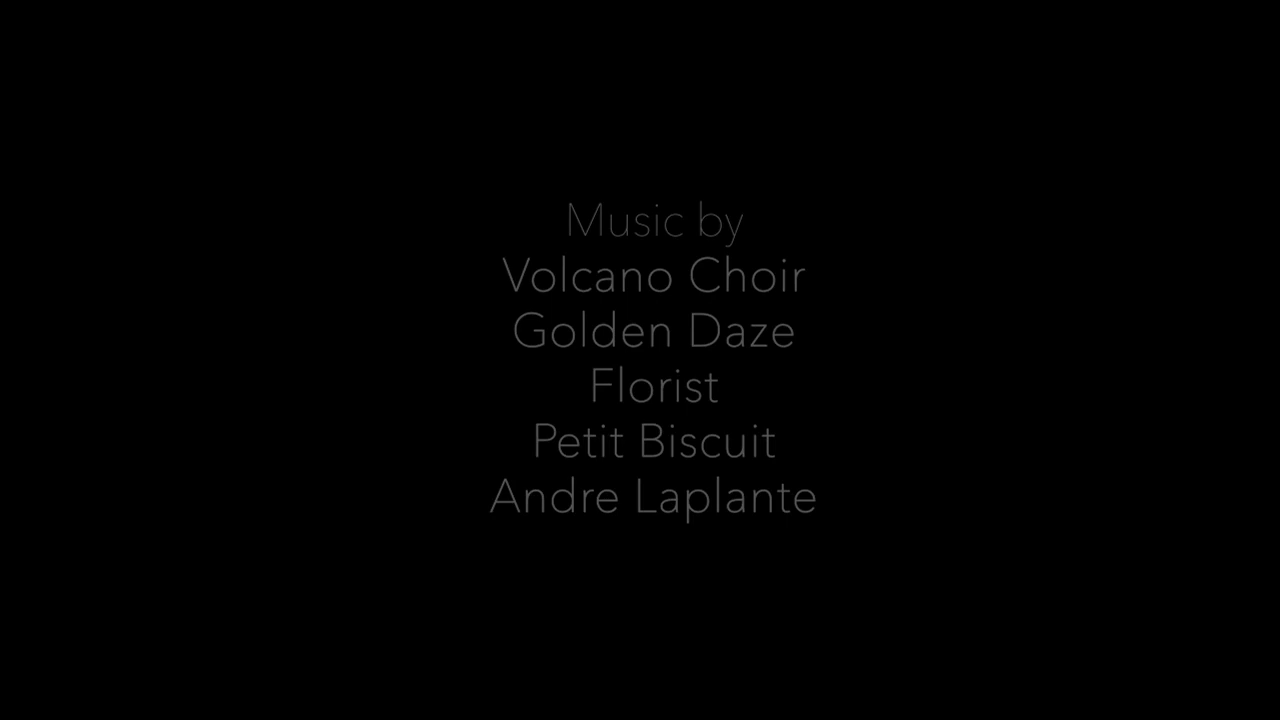 Music by
Volcano Choir
Golden Daze
Florist
Petit Biscuit
Andre Laplante